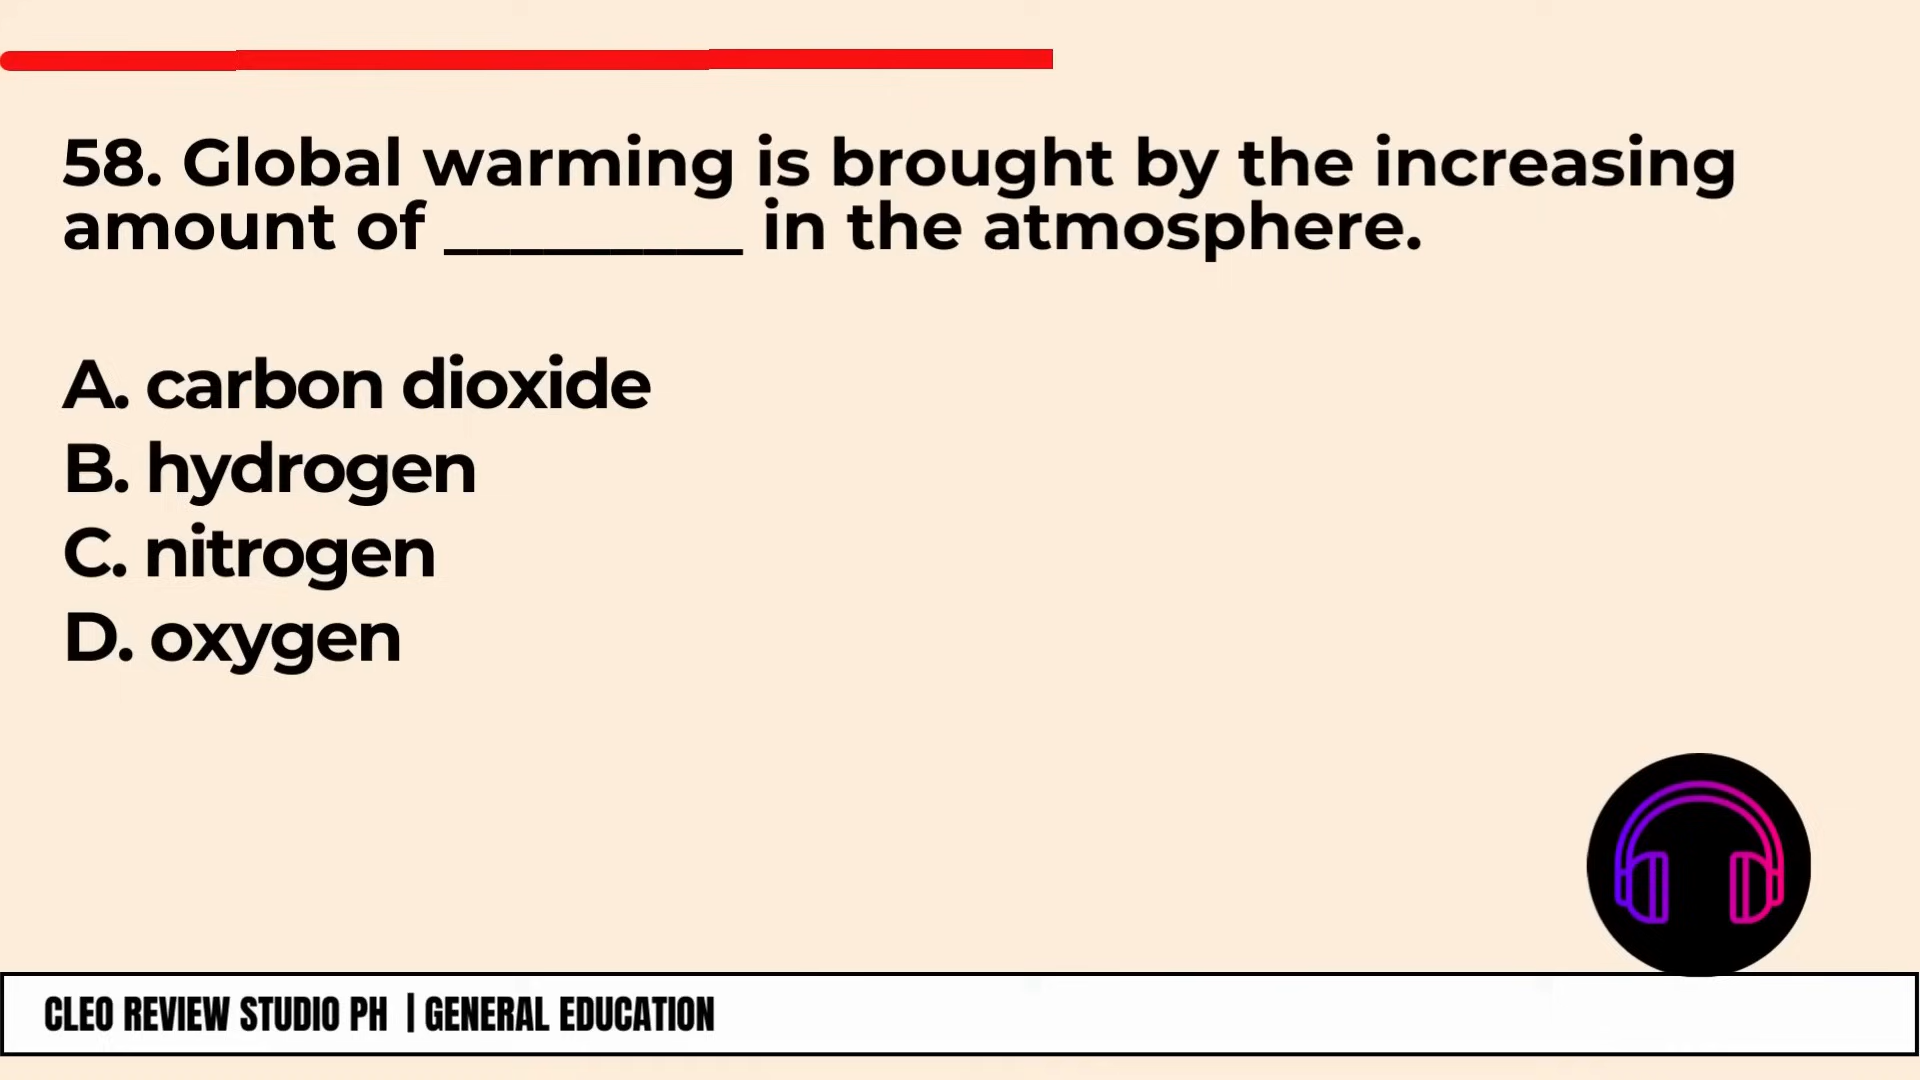 58. Global warming is brought by the increasing
amount of _________ in the atmosphere.
A. carbon dioxide
B. hydrogen
C. nitrogen
D. oxygen
CLEO REVIEW STUDIO PH | GENERAL EDUCATION